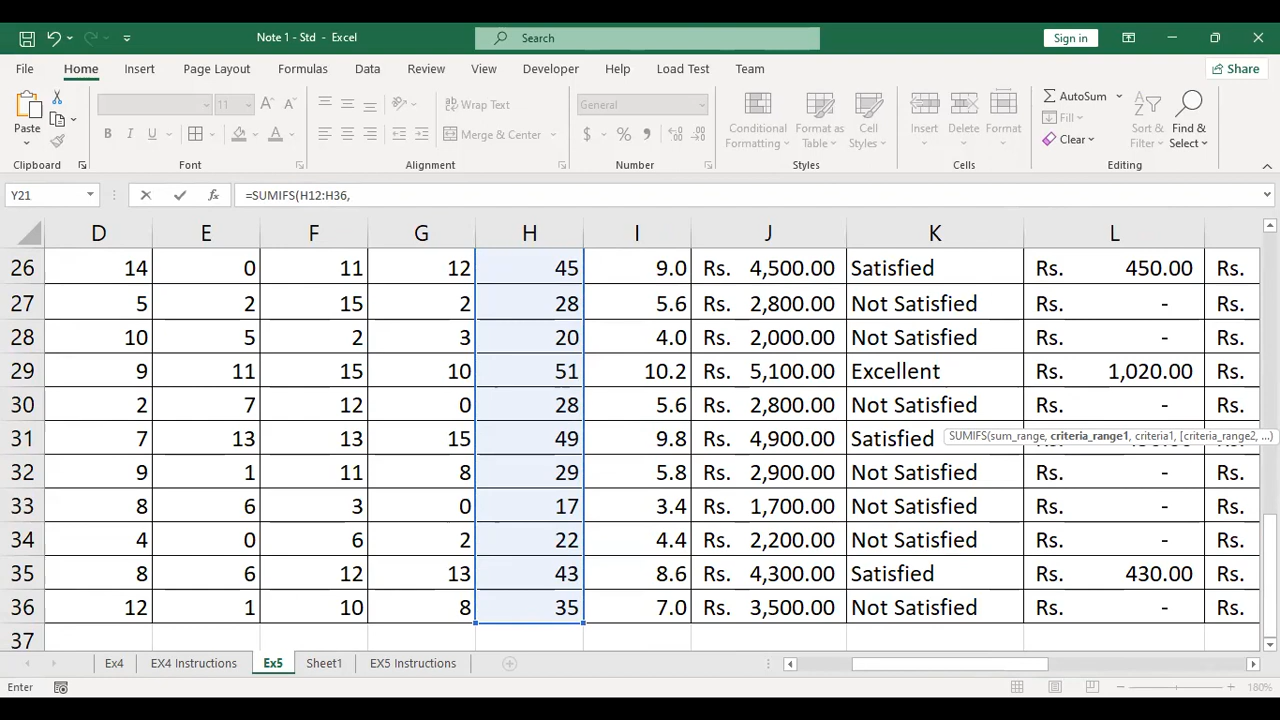 Note 1 - Std - Excel
Search
Sign in
File Home Insert Page Layout Formulas Data Review View Developer Help Load Test Team
Share
Paste
Clipboard
11
Font
Wrap Text
Merge & Center
Alignment
General
Number
Conditional Formatting
Format as Table
Cell Styles
Styles
Insert Delete Format
Cells
AutoSum
Fill
Clear
Sort & Filter
Find & Select
Editing
Y21 =SUMIFS(H12:H36,
D E F G H I J K L
26 14 0 11 12 45 9.0 Rs. 4,500.00 Satisfied Rs. 450.00 Rs.
27 5 2 15 2 28 5.6 Rs. 2,800.00 Not Satisfied Rs. - Rs.
28 10 5 2 3 20 4.0 Rs. 2,000.00 Not Satisfied Rs. - Rs.
29 9 11 15 10 51 10.2 Rs. 5,100.00 Excellent Rs. 1,020.00 Rs.
30 2 7 12 0 28 5.6 Rs. 2,800.00 Not Satisfied Rs. - Rs.
31 7 13 13 15 49 9.8 Rs. 4,900.00 Satisfied
SUMIFS(sum_range, criteria_range1, criteria1, [criteria_range2, ...)
32 9 1 11 8 29 5.8 Rs. 2,900.00 Not Satisfied Rs. - Rs.
33 8 6 3 0 17 3.4 Rs. 1,700.00 Not Satisfied Rs. - Rs.
34 4 0 6 2 22 4.4 Rs. 2,200.00 Not Satisfied Rs. - Rs.
35 8 6 12 13 43 8.6 Rs. 4,300.00 Satisfied Rs. 430.00 Rs.
36 12 1 10 8 35 7.0 Rs. 3,500.00 Not Satisfied Rs. - Rs.
37
Ex4 EX4 Instructions Ex5 Sheet1 EX5 Instructions
Enter
180%